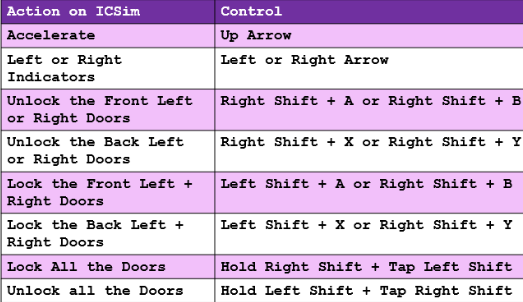 Action on ICSim Control
Accelerate Up Arrow
Left or Right Left or Right Arrow
Indicators
Unlock the Front Left Right Shift + A or Right Shift + B
or Right Doors
Unlock the Back Left Right Shift + X or Right Shift + Y
or Right Doors
Lock the Front Left + Left Shift + A or Right Shift + B
Right Doors
Lock the Back Left + Left Shift + X or Right Shift + Y
Right Doors
Lock All the Doors Hold Right Shift + Tap Left Shift
Unlock all the Doors Hold Left Shift + Tap Right Shift